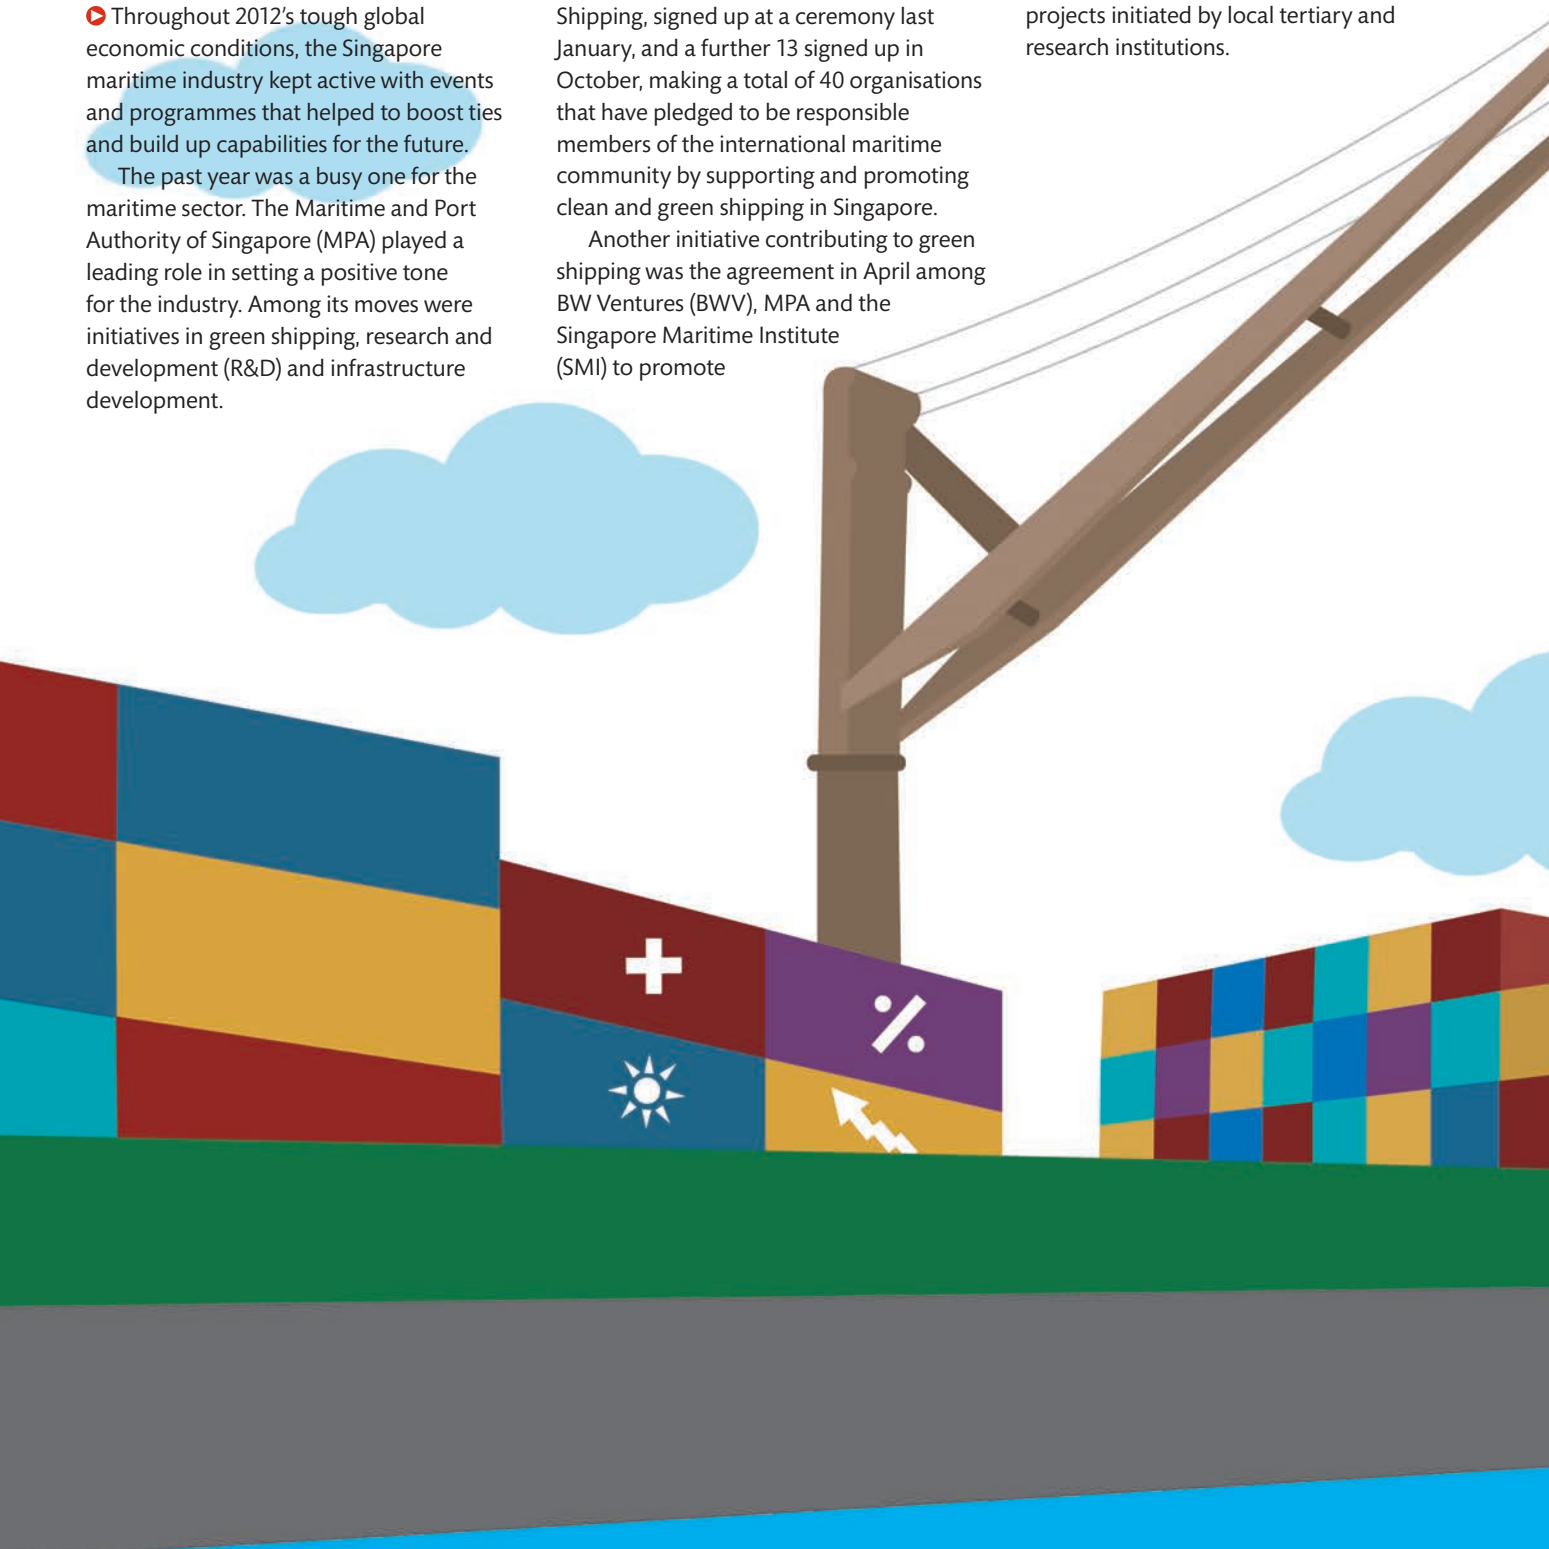 Throughout 2012's tough global
economic conditions, the Singapore
maritime industry kept active with events
and programmes that helped to boost ties
and build up capabilities for the future.
The past year was a busy one for the
maritime sector. The Maritime and Port
Authority of Singapore (MPA) played a
leading role in setting a positive tone
for the industry. Among its moves were
initiatives in green shipping, research and
development (R&D) and infrastructure
development.
Shipping, signed up at a ceremony last
January, and a further 13 signed up in
October, making a total of 40 organisations
that have pledged to be responsible
members of the international maritime
community by supporting and promoting
clean and green shipping in Singapore.
Another initiative contributing to green
shipping was the agreement in April among
BW Ventures (BWV), MPA and the
Singapore Maritime Institute
(SMI) to promote
projects initiated by local tertiary and
research institutions.
%